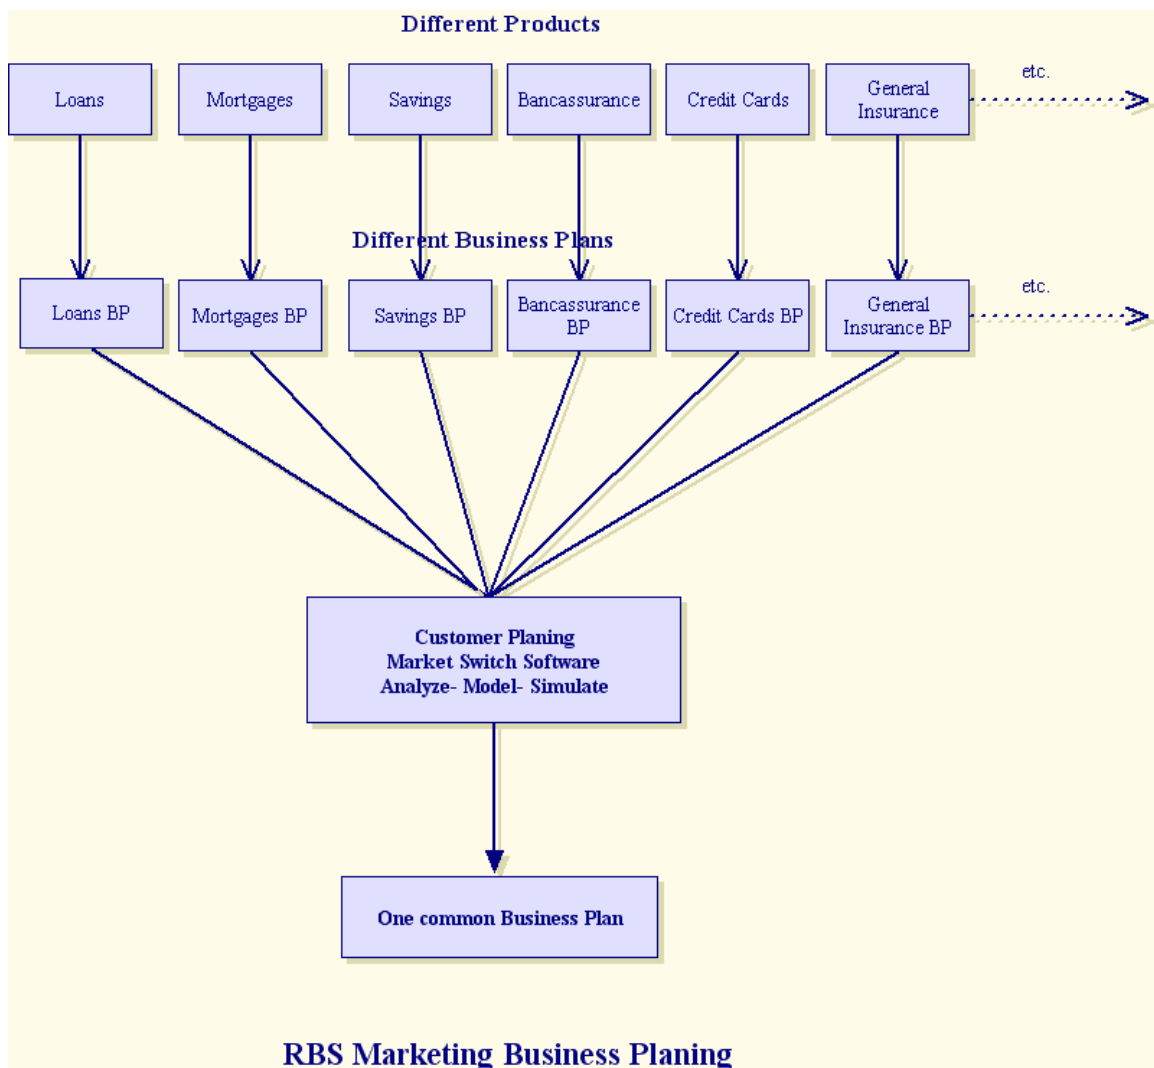 Different Products
etc.
Loans
Mortgages
Savings
Bancassurance
Credit Cards
General
Insurance
Different Business Plans
etc.
Loans BP
Mortgages BP
Savings BP
Bancassurance
BP
Credit Cards BP
General
Insurance BP
Customer Planing
Market Switch Software
Analyze- Model- Simulate
One common Business Plan
RBS Marketing Business Planing